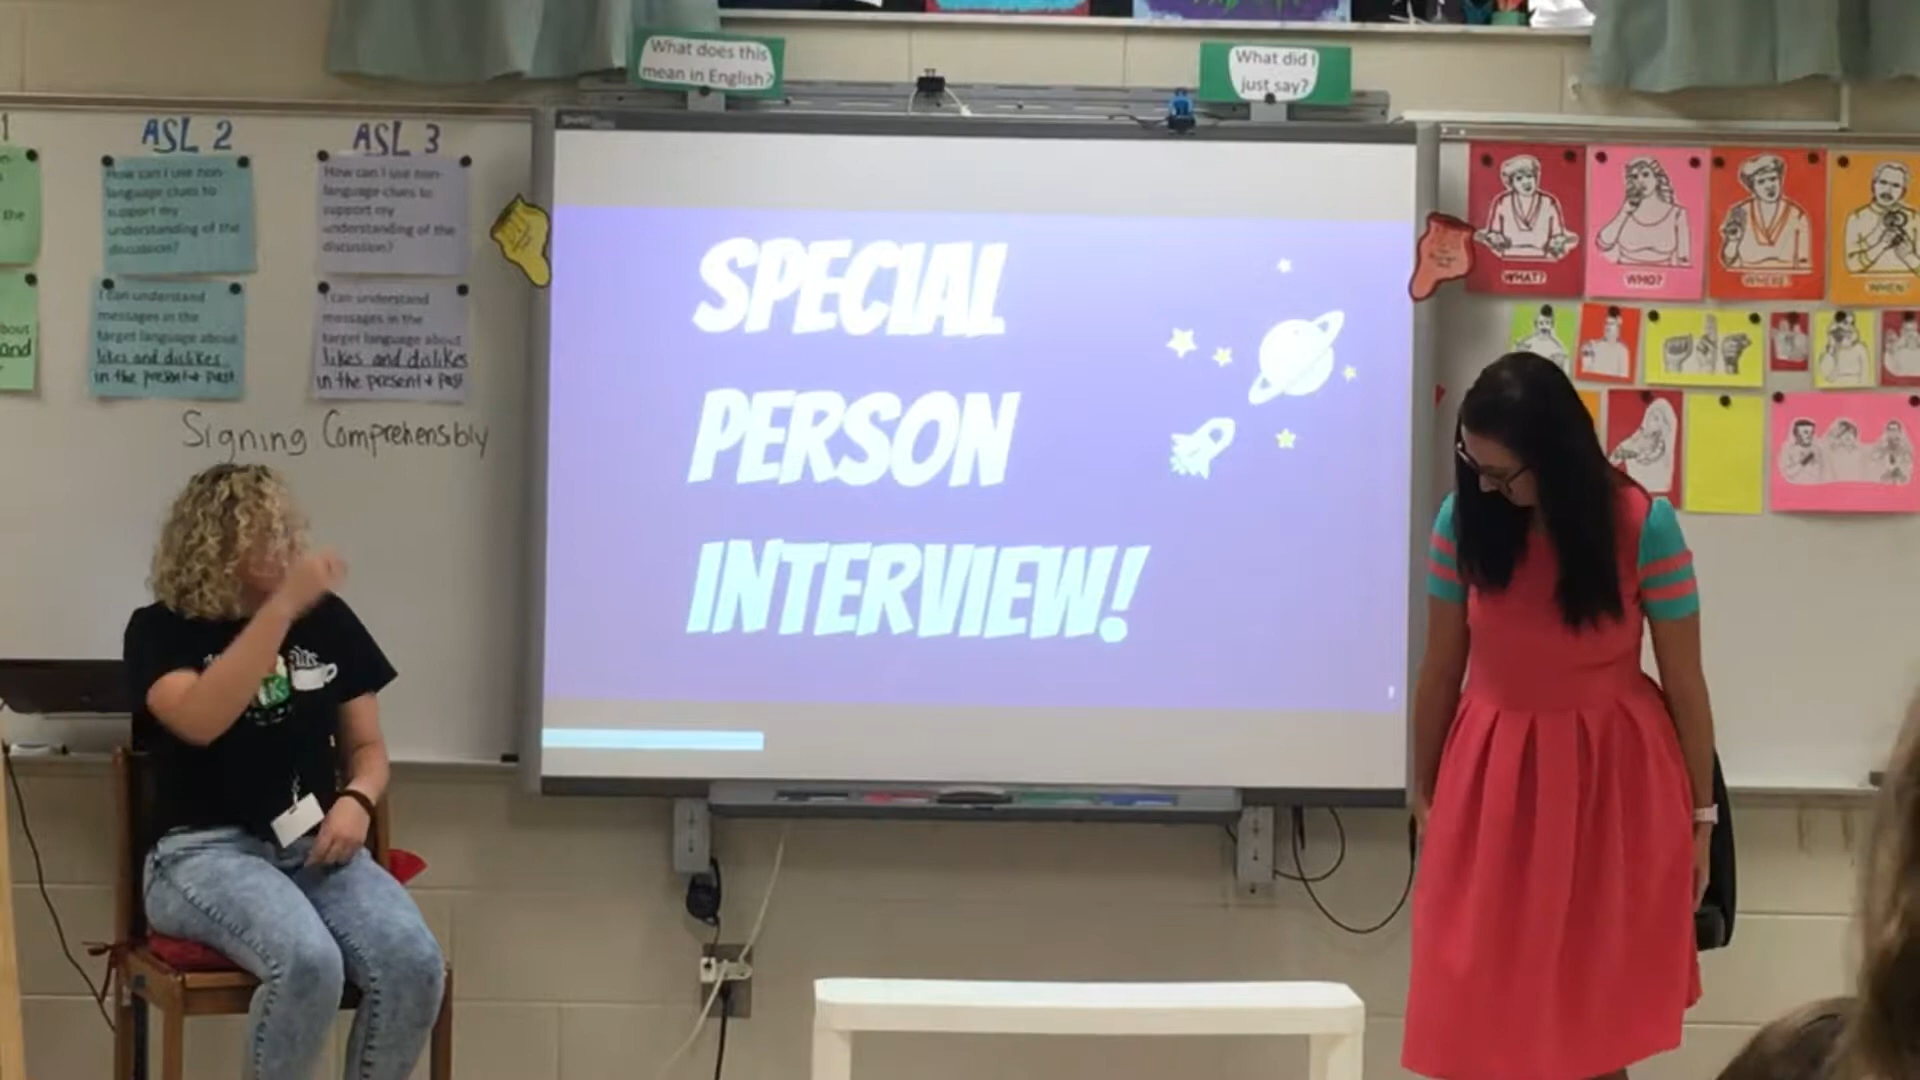 What does this
mean in English?
What did I
just say?
ASL 2
ASL 3
How can I use non-
language clues to
support my
understanding of the
discussion?
How can I use non-
language clues to
support my
understanding of the
discussion?
I can understand
messages in the
target language about
likes and dislikes
in the present + past
I can understand
messages in the
target language about
likes and dislikes
in the present + past
Signing Comprehensibly
SPECIAL
PERSON
INTERVIEW!
WHAT?
WHO?
WHERE?
WHEN?
the
bout
and